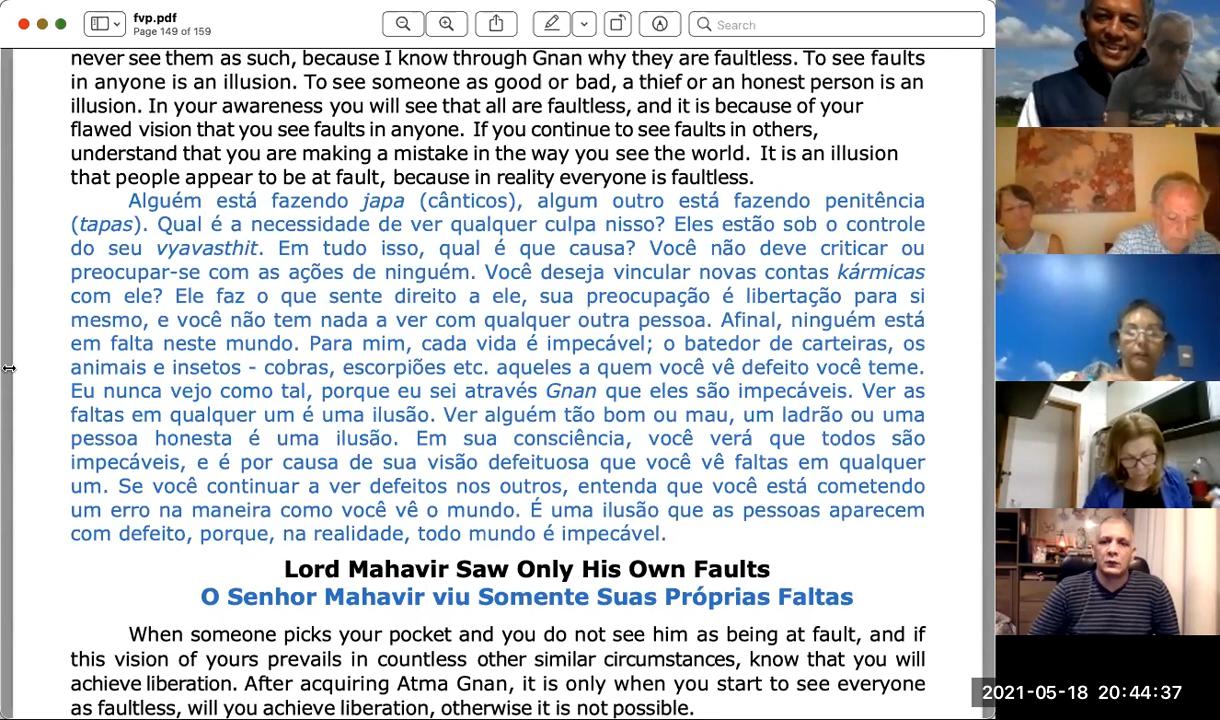 fvp.pdf
Page 149 of 159
Search
never see them as such, because I know through Gnan why they are faultless. To see faults
in anyone is an illusion. To see someone as good or bad, a thief or an honest person is an
illusion. In your awareness you will see that all are faultless, and it is because of your
flawed vision that you see faults in anyone. If you continue to see faults in others,
understand that you are making a mistake in the way you see the world. It is an illusion
that people appear to be at fault, because in reality everyone is faultless.
Alguém está fazendo japa (cânticos), algum outro está fazendo penitência
(tapas). Qual é a necessidade de ver qualquer culpa nisso? Eles estão sob o controle
do seu vyavasthit. Em tudo isso, qual é que causa? Você não deve criticar ou
preocupar-se com as ações de ninguém. Você deseja vincular novas contas kármicas
com ele? Ele faz o que sente direito a ele, sua preocupação é libertação para si
mesmo, e você não tem nada a ver com qualquer outra pessoa. Afinal, ninguém está
em falta neste mundo. Para mim, cada vida é impecável; o batedor de carteiras, os
animais e insetos - cobras, escorpiões etc. aqueles a quem você vê defeito você teme.
Eu nunca vejo como tal, porque eu sei através Gnan que eles são impecáveis. Ver as
faltas em qualquer um é uma ilusão. Ver alguém tão bom ou mau, um ladrão ou uma
pessoa honesta é uma ilusão. Em sua consciência, você verá que todos são
impecáveis, e é por causa de sua visão defeituosa que você vê faltas em qualquer
um. Se você continuar a ver defeitos nos outros, entenda que você está cometendo
um erro na maneira como você vê o mundo. É uma ilusão que as pessoas aparecem
com defeito, porque, na realidade, todo mundo é impecável.
Lord Mahavir Saw Only His Own Faults
O Senhor Mahavir viu Somente Suas Próprias Faltas
When someone picks your pocket and you do not see him as being at fault, and if
this vision of yours prevails in countless other similar circumstances, know that you will
achieve liberation. After acquiring Atma Gnan, it is only when you start to see everyone
as faultless, will you achieve liberation, otherwise it is not possible.
2021-05-18 20:44:37